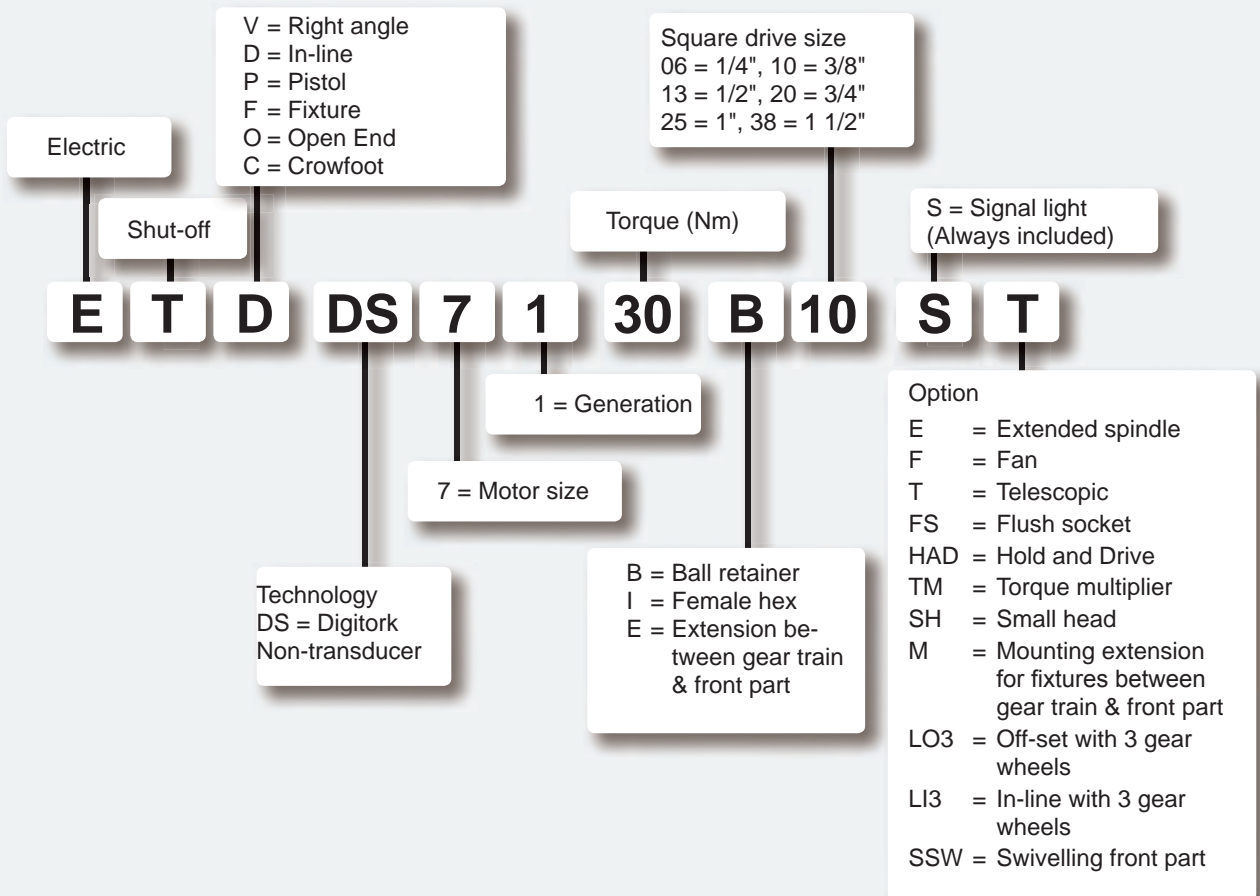 V = Right angle
D = In-line
P = Pistol
F = Fixture
O = Open End
C = Crowfoot
Square drive size
06 = 1/4", 10 = 3/8"
13 = 1/2", 20 = 3/4"
25 = 1", 38 = 1 1/2"
Electric
Shut-off
Torque (Nm)
S = Signal light
(Always included)
E T D DS 7 1 30 B 10 S T
1 = Generation
7 = Motor size
Technology
DS = Digitork
Non-transducer
B = Ball retainer
I = Female hex
E = Extension be-
tween gear train
& front part
Option
E = Extended spindle
F = Fan
T = Telescopic
FS = Flush socket
HAD = Hold and Drive
TM = Torque multiplier
SH = Small head
M = Mounting extension
for fixtures between
gear train & front part
LO3 = Off-set with 3 gear
wheels
LI3 = In-line with 3 gear
wheels
SSW = Swivelling front part